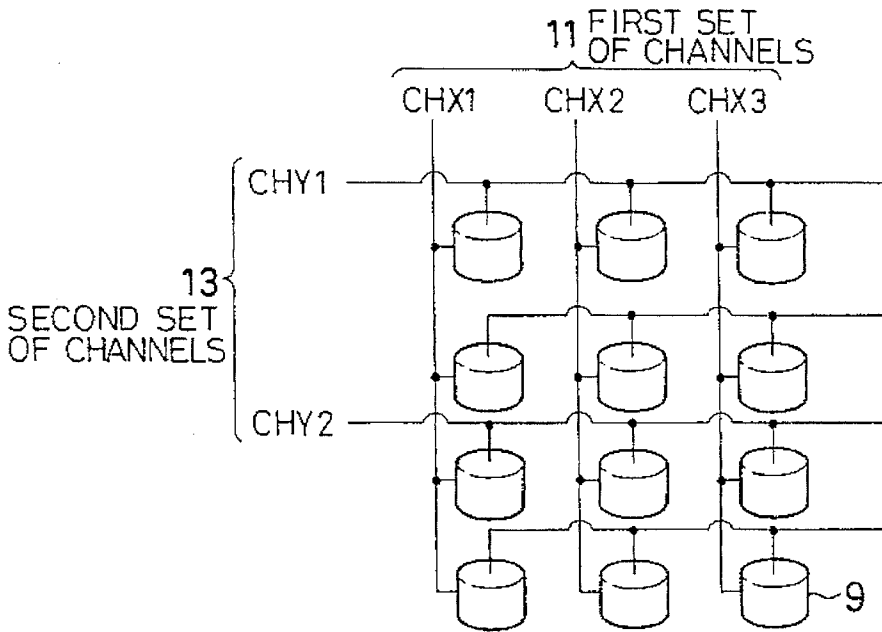 11 FIRST SET
OF CHANNELS
CHX1 CHX2 CHX3
CHY1
13
SECOND SET
OF CHANNELS
CHY2
9